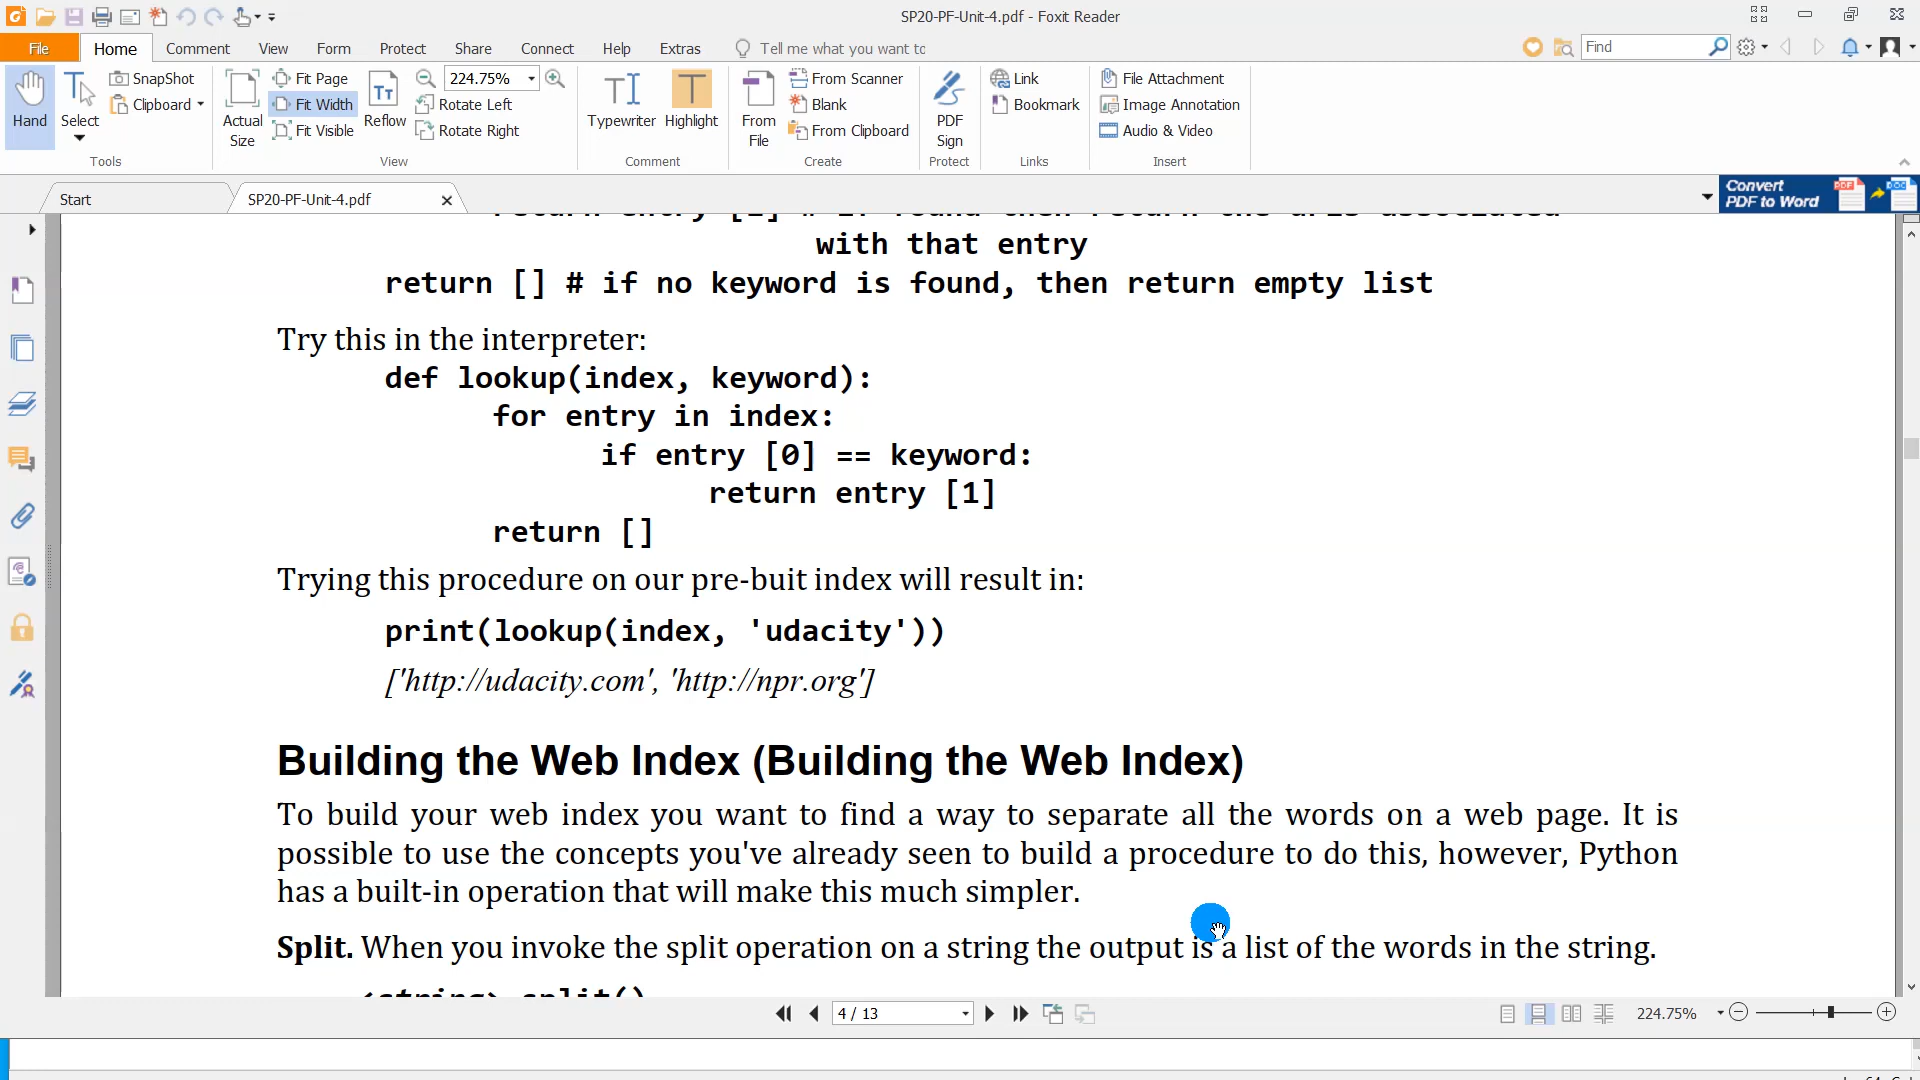 SP20-PF-Unit-4.pdf - Foxit Reader
File Home Comment View Form Protect Share Connect Help Extras Tell me what you want to Find
Hand
Select
Tools
SnapShot
Clipboard
Actual Size
Fit Page
Fit Width
Fit Visible
Reflow
224.75%
Rotate Left
Rotate Right
View
Typewriter
Highlight
Comment
From File
From Scanner
Blank
From Clipboard
Create
PDF Sign
Protect
Link
Bookmark
Links
File Attachment
Image Annotation
Audio & Video
Insert
Start
SP20-PF-Unit-4.pdf
Convert
PDF to Word
with that entry
return [] # if no keyword is found, then return empty list
Try this in the interpreter:
def lookup(index, keyword):
for entry in index:
if entry [0] == keyword:
return entry [1]
return []
Trying this procedure on our pre-buit index will result in:
print(lookup(index, 'udacity'))
['http://udacity.com', 'http://npr.org']
Building the Web Index (Building the Web Index)
To build your web index you want to find a way to separate all the words on a web page. It is
possible to use the concepts you've already seen to build a procedure to do this, however, Python
has a built-in operation that will make this much simpler.
Split. When you invoke the split operation on a string the output is a list of the words in the string.
4 / 13
224.75%